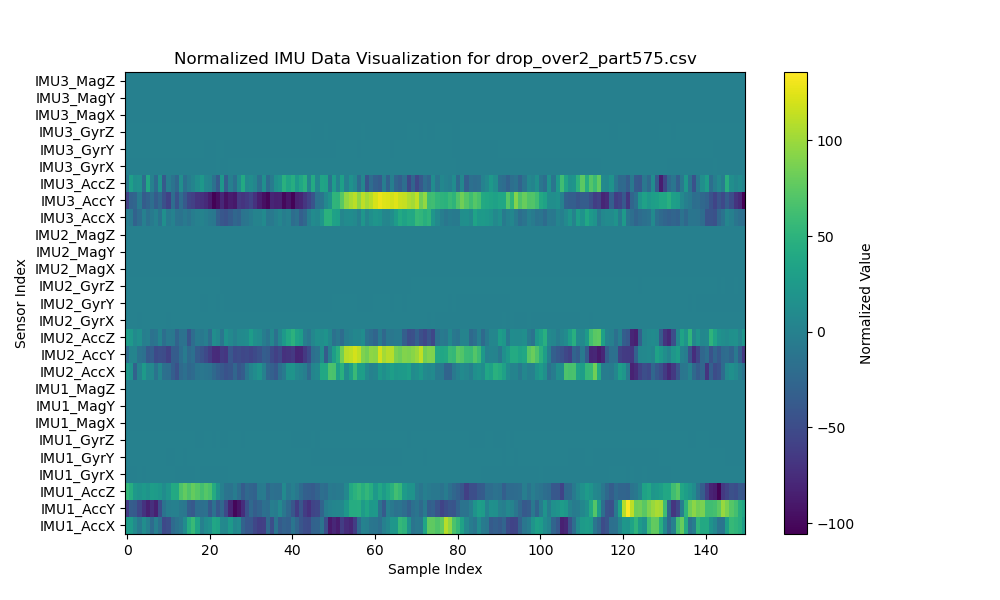 Normalized IMU Data Visualization for drop_over2_part575.csv
IMU3_MagZ
IMU3_MagY
IMU3_MagX
IMU3_GyrZ
IMU3_GyrY
IMU3_GyrX
IMU3_AccZ
IMU3_AccY
IMU3_AccX
IMU2_MagZ
IMU2_MagY
IMU2_MagX
IMU2_GyrZ
IMU2_GyrY
IMU2_GyrX
IMU2_AccZ
IMU2_AccY
IMU2_AccX
IMU1_MagZ
IMU1_MagY
IMU1_MagX
IMU1_GyrZ
IMU1_GyrY
IMU1_GyrX
IMU1_AccZ
IMU1_AccY
IMU1_AccX
Sensor Index
0 20 40 60 80 100 120 140
Sample Index
100
50
0
−50
−100
Normalized Value